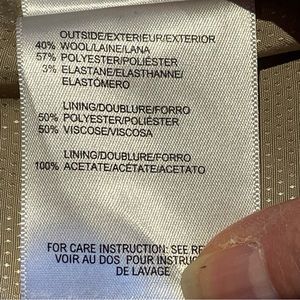 OUTSIDE/EXTERIEUR/EXTERIOR
40% WOOL/LAINE/LANA
57% POLYESTER/POLIÉSTER
3% ELASTANE/ELASTHANNE/
ELASTÓMERO
LINING/DOUBLURE/FORRO
50% POLYESTER/POLIÉSTER
50% VISCOSE/VISCOSA
LINING/DOUBLURE/FORRO
100% ACETATE/ACÉTATE/ACETATO
FOR CARE INSTRUCTION: SEE
VOIR AU DOS POUR
DE LAVAGE